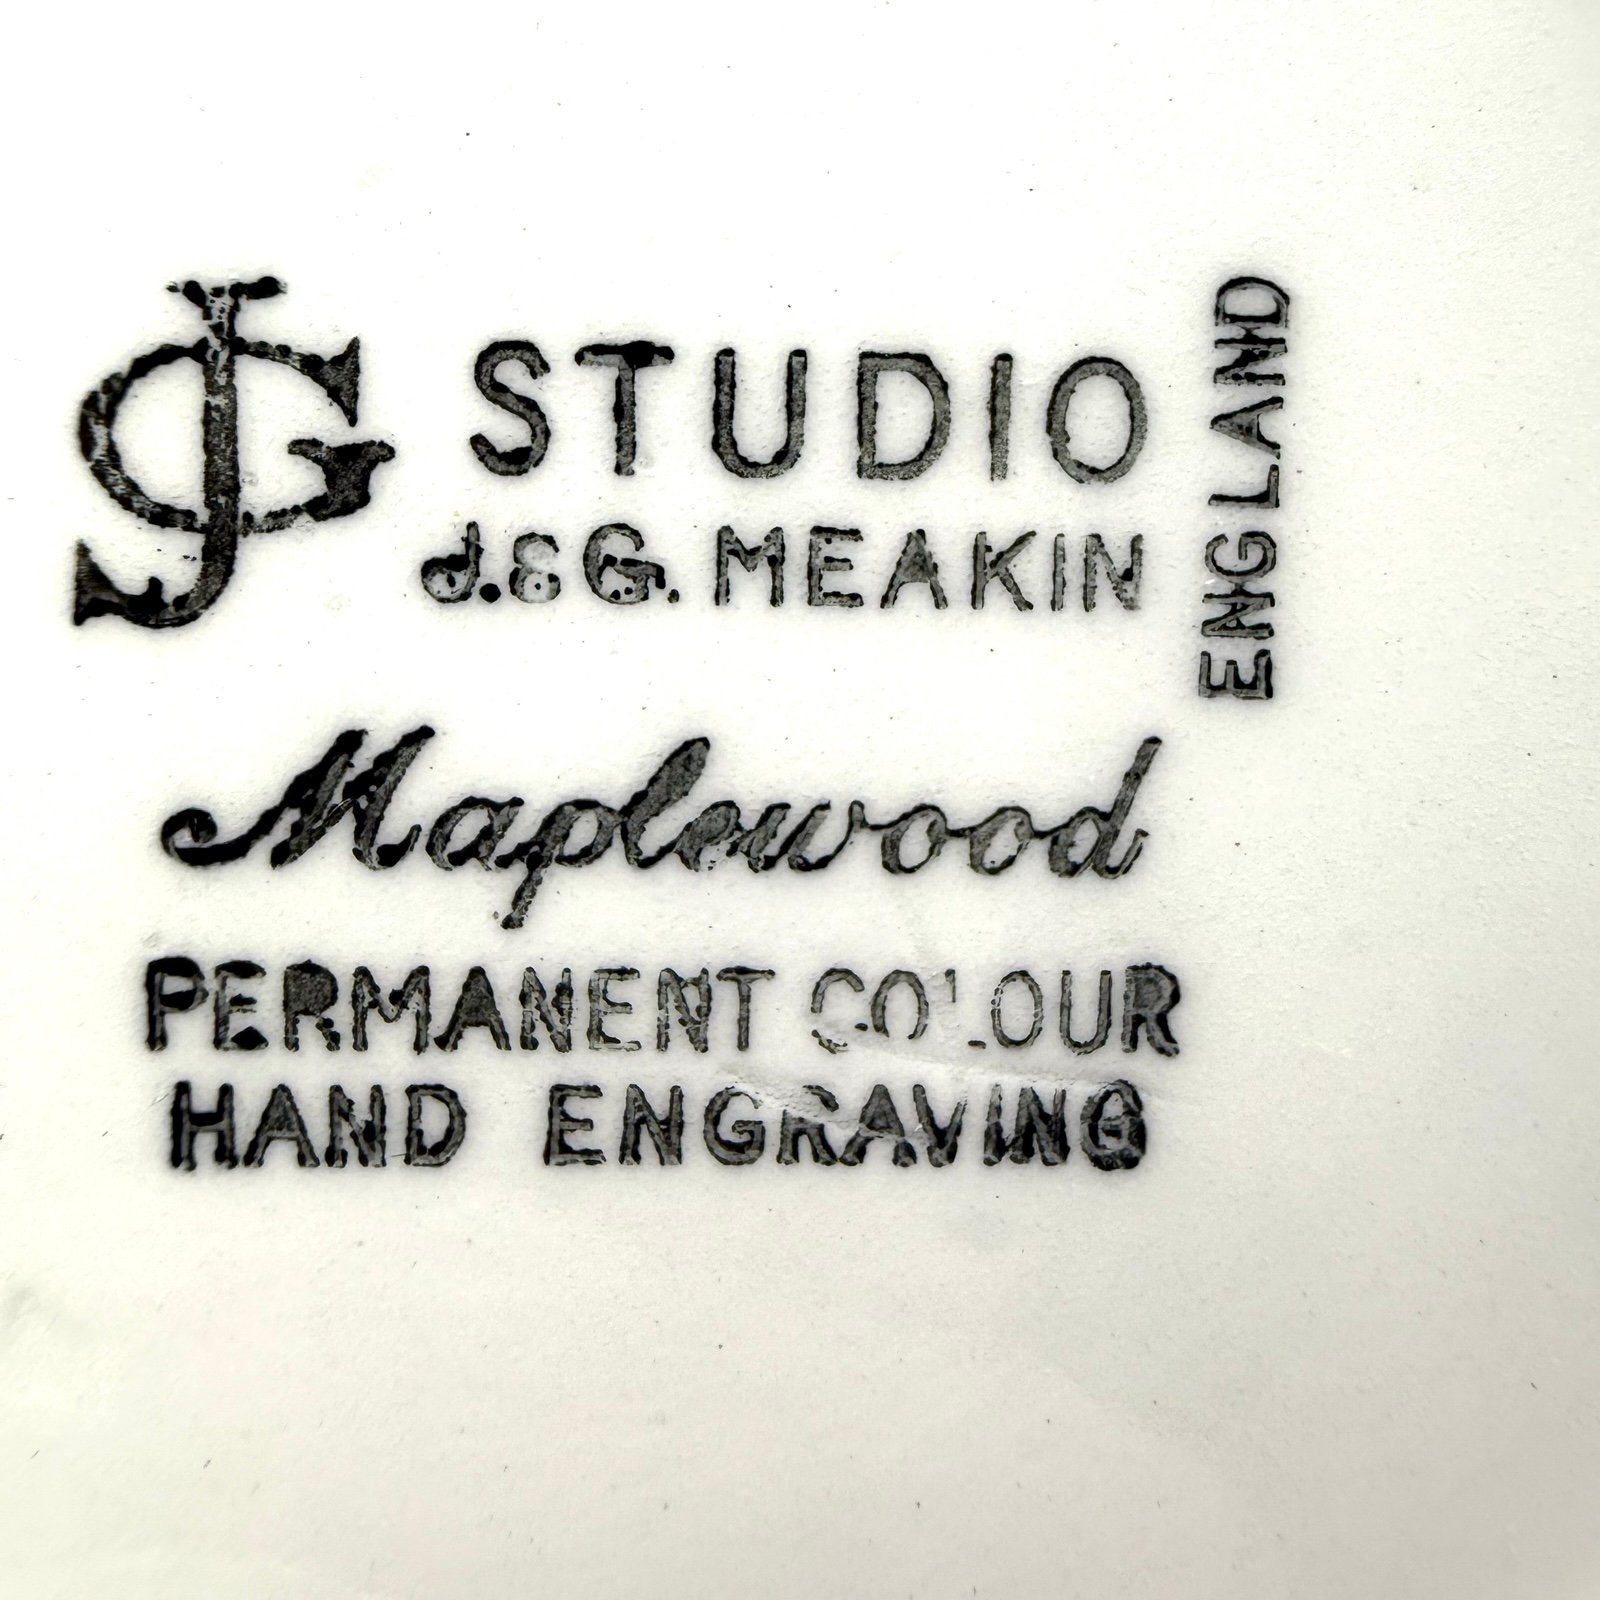 JG
STUDIO
J.&G. MEAKIN
ENGLAND
Maplewood
PERMANENT COLOUR
HAND ENGRAVING